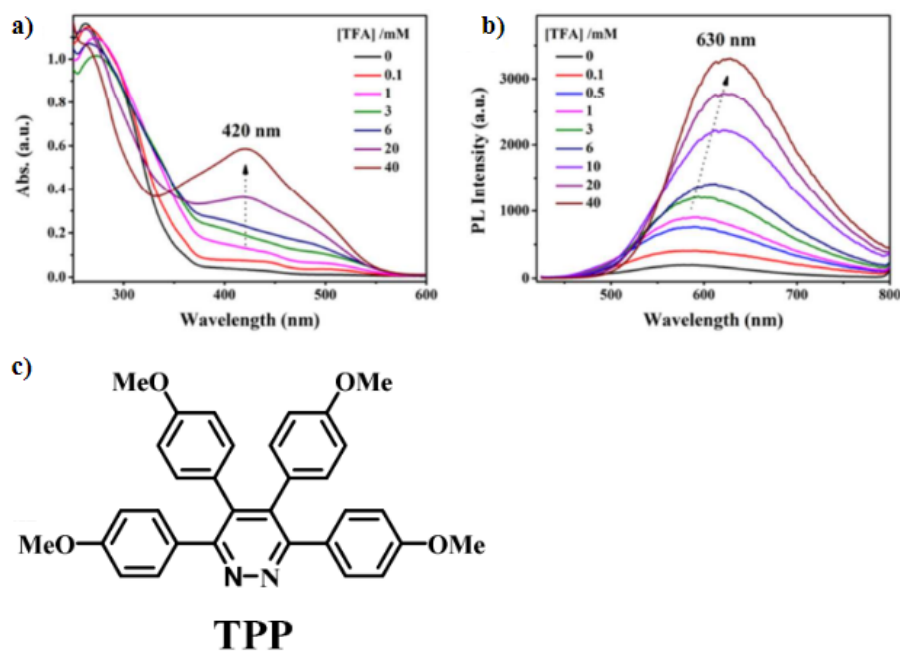 a)
[TFA] /mM
0
0.1
1
3
6
20
40
420 nm
1.0
0.8
0.6
0.4
0.2
0.0
Abs. (a.u.)
300
400
500
600
Wavelength (nm)
b)
[TFA] /mM
0
0.1
0.5
1
3
6
10
20
40
630 nm
3000
2000
1000
0
PL Intensity (a.u.)
500
600
700
800
Wavelength (nm)
c)
MeO
OMe
MeO
OMe
N
N
TPP